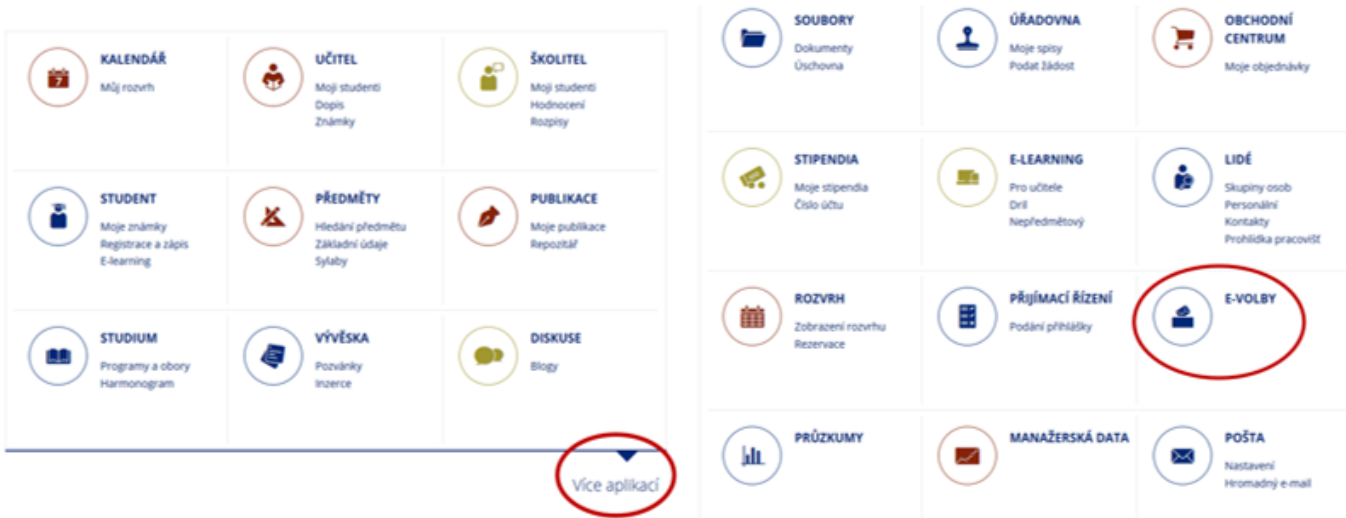 KALENDÁŘ
Můj rozvrh
UČITEL
Moji studenti
Dopis
Známky
ŠKOLITEL
Moji studenti
Hodnocení
Rozpisy
STUDENT
Moje známky
Registrace a zápis
E-learning
PŘEDMĚTY
Hledání předmětu
Základní údaje
Sylaby
PUBLIKACE
Moje publikace
Repozitář
STUDIUM
Programy a obory
Harmonogram
VÝVĚSKA
Pozvánky
Inzerce
DISKUSE
Blogy
Více aplikací
SOUBORY
Dokumenty
Úschovna
ÚŘADOVNA
Moje spisy
Podat žádost
OBCHODNÍ
CENTRUM
Moje objednávky
STIPENDIA
Moje stipendia
Číslo účtu
E-LEARNING
Pro učitele
Dril
Nepředmětový
LIDÉ
Skupiny osob
Personální
Kontakty
Prohlídka pracovišť
ROZVRH
Zobrazení rozvrhu
Rezervace
PŘIJÍMACÍ ŘÍZENÍ
Podání přihlášky
E-VOLBY
PRŮZKUMY
MANAŽERSKÁ DATA
POŠTA
Nastavení
Hromadný e-mail